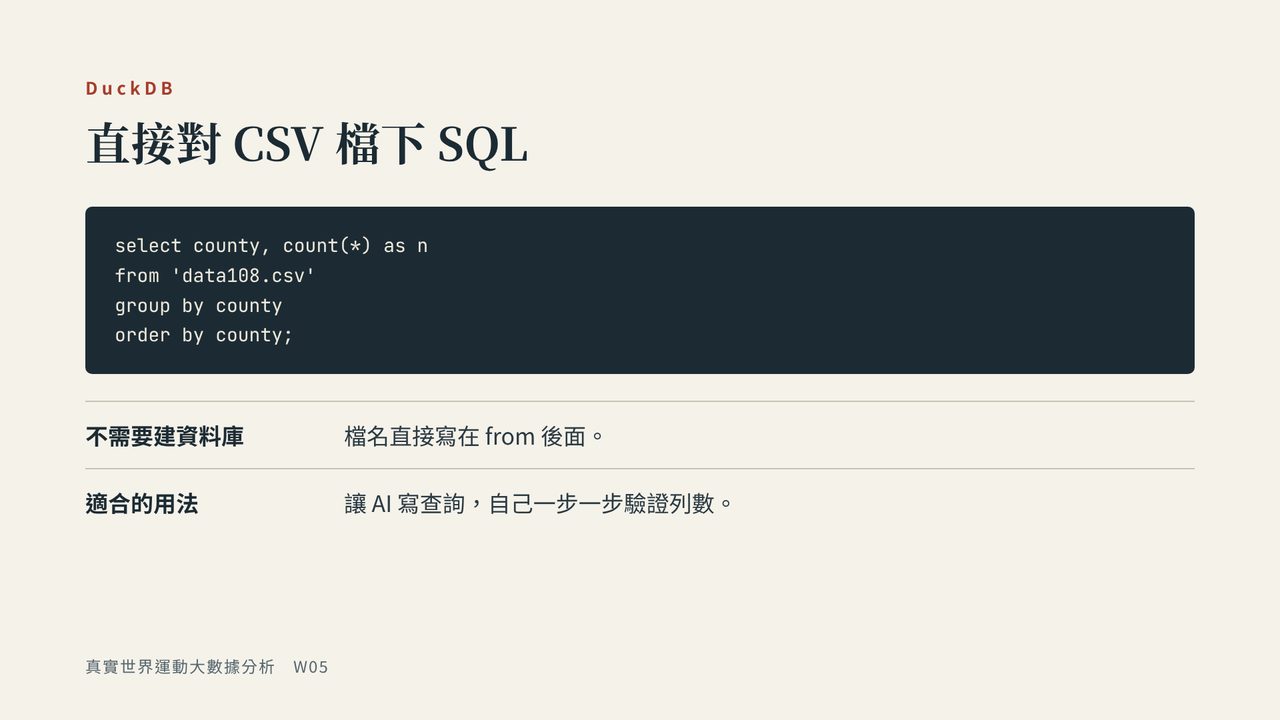 DuckDB
直接對 CSV 檔下 SQL
select county, count(*) as n
from 'data108.csv'
group by county
order by county;
不需要建資料庫 檔名直接寫在 from 後面。
適合的用法 讓 AI 寫查詢，自己一步一步驗證列數。
真實世界運動大數據分析 W05